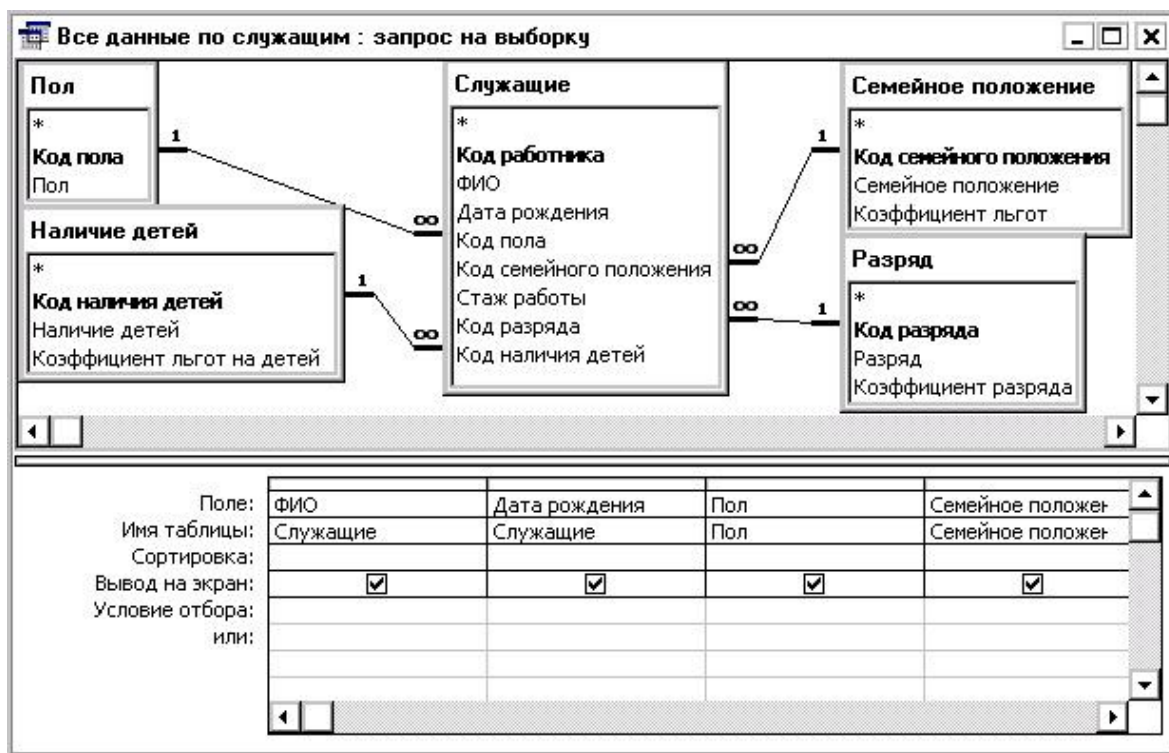 Все данные по служащим : запрос на выборку
Пол
*
Код пола
Пол
Наличие детей
*
Код наличия детей
Наличие детей
Коэффициент льгот на детей
Служащие
*
Код работника
ФИО
Дата рождения
Код пола
Код семейного положения
Стаж работы
Код разряда
Код наличия детей
Семейное положение
*
Код семейного положения
Семейное положение
Коэффициент льгот
Разряд
*
Код разряда
Разряд
Коэффициент разряда
1
∞
1
∞
1
∞
∞
1
Поле: ФИО Дата рождения Пол Семейное положен
Имя таблицы: Служащие Служащие Пол Семейное положен
Сортировка:
Вывод на экран:
Условие отбора:
или: